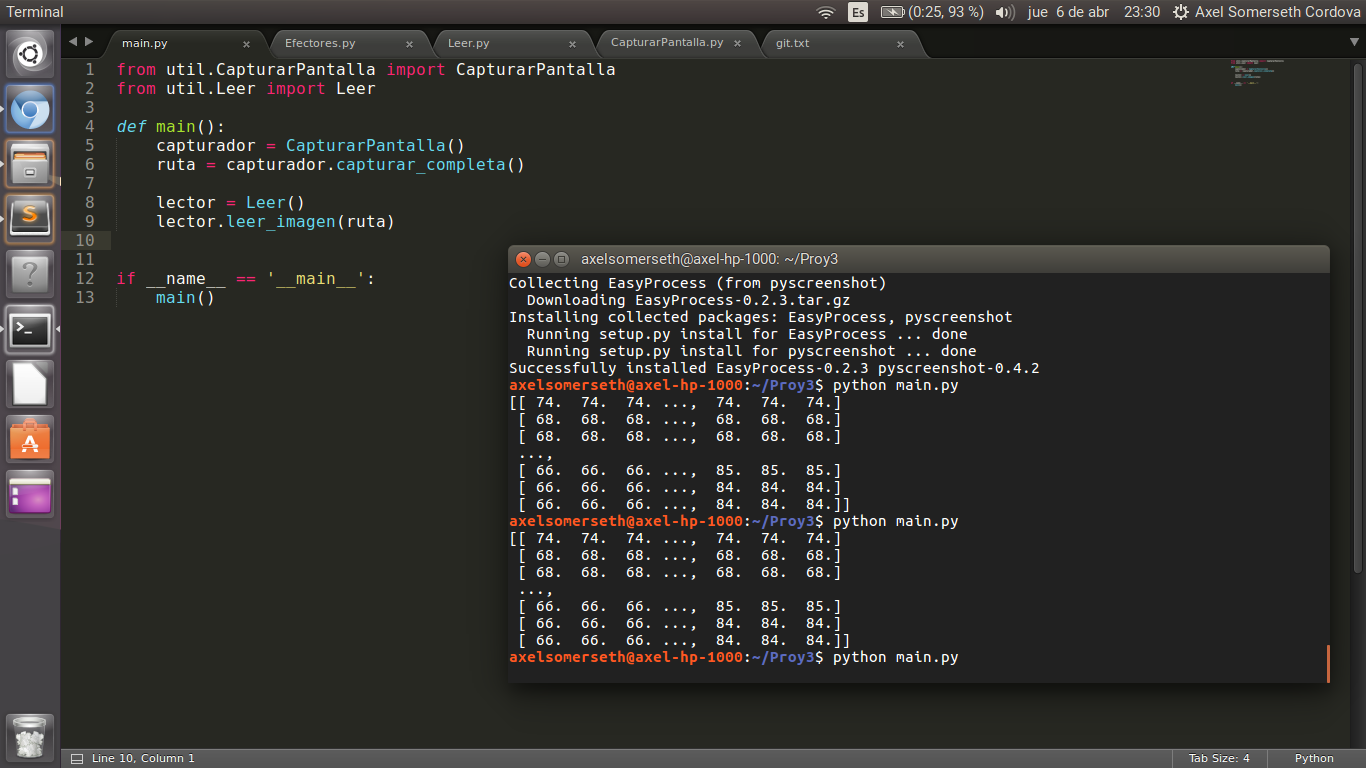 Terminal
Es
(0:25, 93 %)
jue 6 de abr
23:30
Axel Somerseth Cordova
main.py
Efectores.py
Leer.py
CapturarPantalla.py
git.txt
1 from util.CapturarPantalla import CapturarPantalla
2 from util.Leer import Leer
3
4 def main():
5     capturador = CapturarPantalla()
6     ruta = capturador.capturar_completa()
7
8     lector = Leer()
9     lector.leer_imagen(ruta)
10
11
12 if __name__ == '__main__':
13     main()
axelsomerseth@axel-hp-1000: ~/Proy3
Collecting EasyProcess (from pyscreenshot)
  Downloading EasyProcess-0.2.3.tar.gz
Installing collected packages: EasyProcess, pyscreenshot
  Running setup.py install for EasyProcess ... done
  Running setup.py install for pyscreenshot ... done
Successfully installed EasyProcess-0.2.3 pyscreenshot-0.4.2
axelsomerseth@axel-hp-1000:~/Proy3$ python main.py
[[ 74.  74.  74. ...,  74.  74.  74.]
 [ 68.  68.  68. ...,  68.  68.  68.]
 [ 68.  68.  68. ...,  68.  68.  68.]
 ...,
 [ 66.  66.  66. ...,  85.  85.  85.]
 [ 66.  66.  66. ...,  84.  84.  84.]
 [ 66.  66.  66. ...,  84.  84.  84.]]
axelsomerseth@axel-hp-1000:~/Proy3$ python main.py
[[ 74.  74.  74. ...,  74.  74.  74.]
 [ 68.  68.  68. ...,  68.  68.  68.]
 [ 68.  68.  68. ...,  68.  68.  68.]
 ...,
 [ 66.  66.  66. ...,  85.  85.  85.]
 [ 66.  66.  66. ...,  84.  84.  84.]
 [ 66.  66.  66. ...,  84.  84.  84.]]
axelsomerseth@axel-hp-1000:~/Proy3$ python main.py
Line 10, Column 1
Tab Size: 4
Python